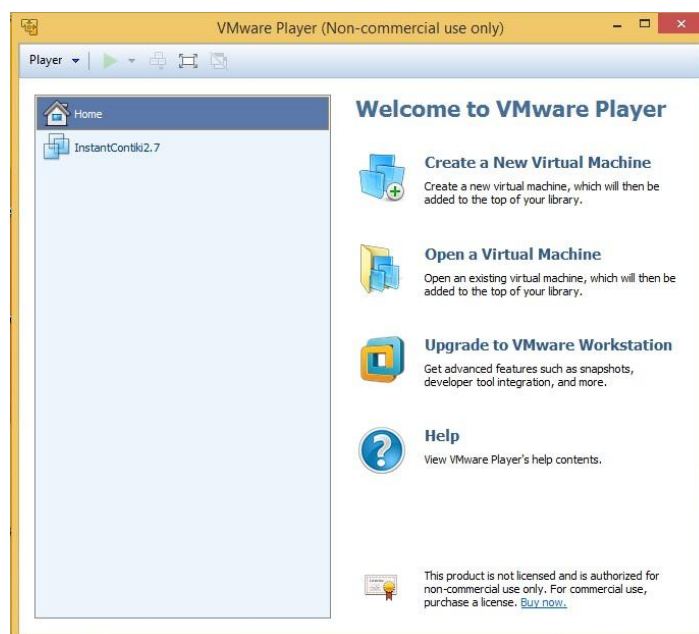 VMware Player (Non-commercial use only)
Player
Home
InstantContiki2.7
Welcome to VMware Player
Create a New Virtual Machine
Create a new virtual machine, which will then be
added to the top of your library.
Open a Virtual Machine
Open an existing virtual machine, which will then be
added to the top of your library.
Upgrade to VMware Workstation
Get advanced features such as snapshots,
developer tool integration, and more.
Help
View VMware Player's help contents.
This product is not licensed and is authorized for
non-commercial use only. For commercial use,
purchase a license. Buy now.